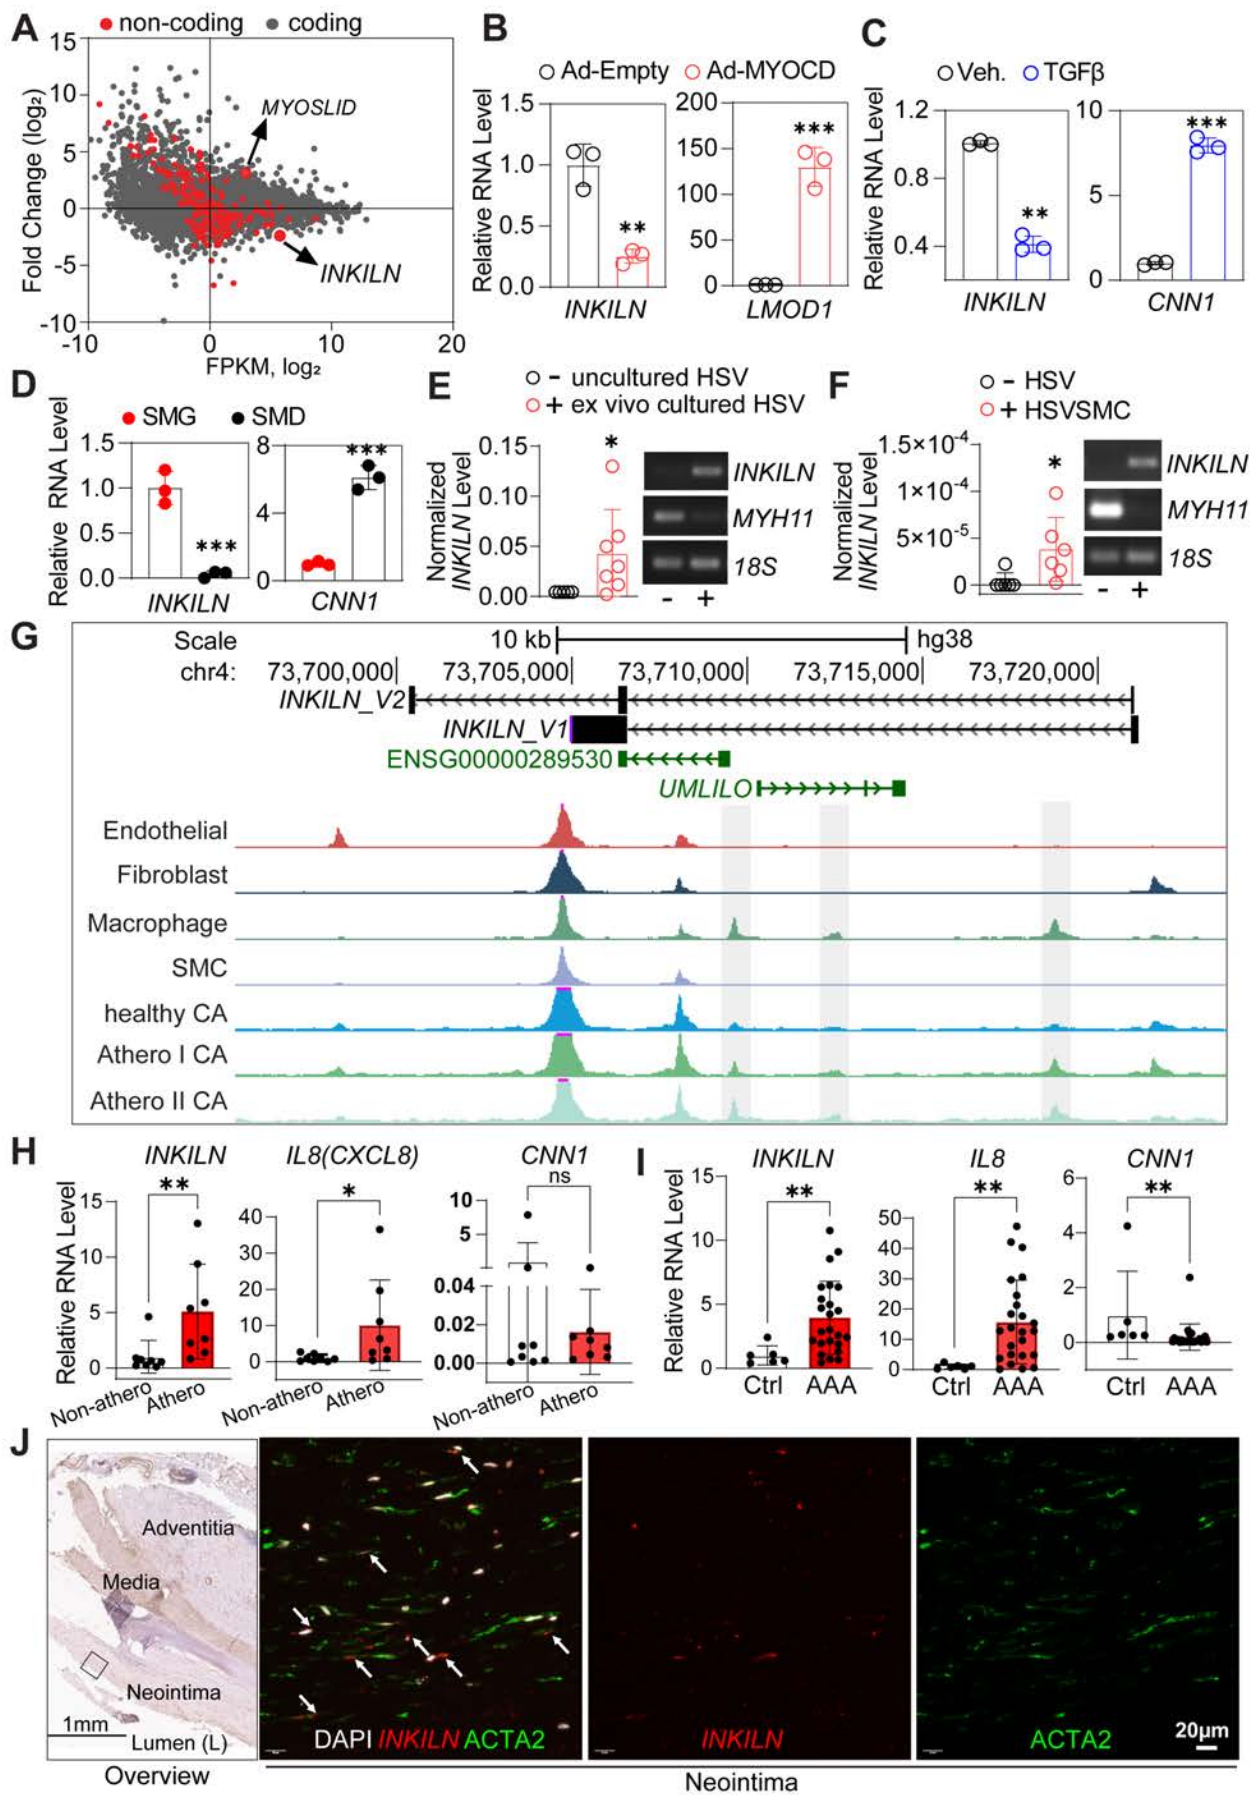 A
non-coding coding
15
10
5
0
-5
-10
Fold Change (log₂)
MYOSLID
INKILN
-10 0 10 20
FPKM, log₂
B
Ad-Empty Ad-MYOCD
Relative RNA Level
1.5
1.0
0.5
0.0
**
INKILN
200
150
100
50
0
***
LMOD1
C
Veh. TGFβ
Relative RNA Level
1.2
0.8
0.4
**
INKILN
10
5
0
***
CNN1
D
SMG SMD
Relative RNA Level
1.5
1.0
0.5
0.0
***
INKILN
8
4
0
***
CNN1
E
- uncultured HSV
+ ex vivo cultured HSV
Normalized
INKILN Level
0.15
0.10
0.05
0.00
*
INKILN
MYH11
18S
- +
F
- HSV
+ HSVSMC
Normalized
INKILN Level
1.5×10⁻⁴
1×10⁻⁴
5×10⁻⁵
0
*
INKILN
MYH11
18S
- +
G
Scale 10 kb hg38
chr4: 73,700,000 73,705,000 73,710,000 73,715,000 73,720,000
INKILN_V2
INKILN_V1
ENSG00000289530
UMLILO
Endothelial
Fibroblast
Macrophage
SMC
healthy CA
Athero I CA
Athero II CA
H
Relative RNA Level
INKILN
**
15
10
5
0
Non-athero Athero
IL8(CXCL8)
*
40
30
20
10
0
Non-athero Athero
CNN1
ns
10
5
0.04
0.02
0.00
Non-athero Athero
I
Relative RNA Level
INKILN
**
15
10
5
0
Ctrl AAA
IL8
**
50
40
30
20
10
0
Ctrl AAA
CNN1
**
6
4
2
0
Ctrl AAA
J
Adventitia
Media
Neointima
1mm
Lumen (L)
Overview
DAPI INKILN ACTA2
INKILN
ACTA2
20μm
Neointima